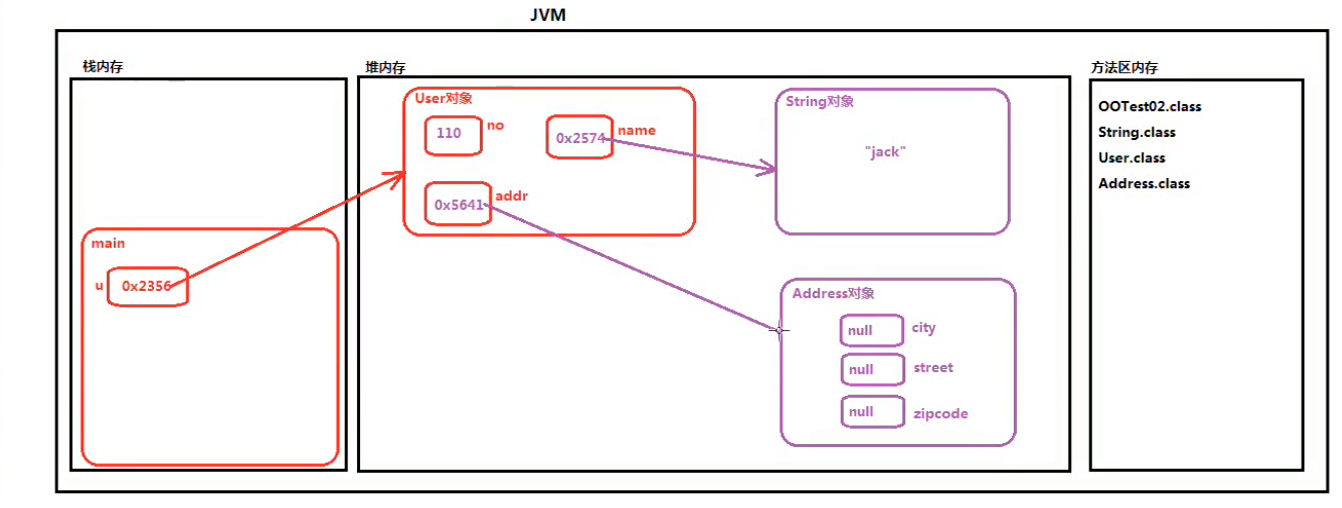 JVM
栈内存
堆内存
方法区内存
User对象
110
no
0x2574
name
0x5641
addr
String对象
"jack"
OOTest02.class
String.class
User.class
Address.class
main
u
0x2356
Address对象
null
city
null
street
null
zipcode